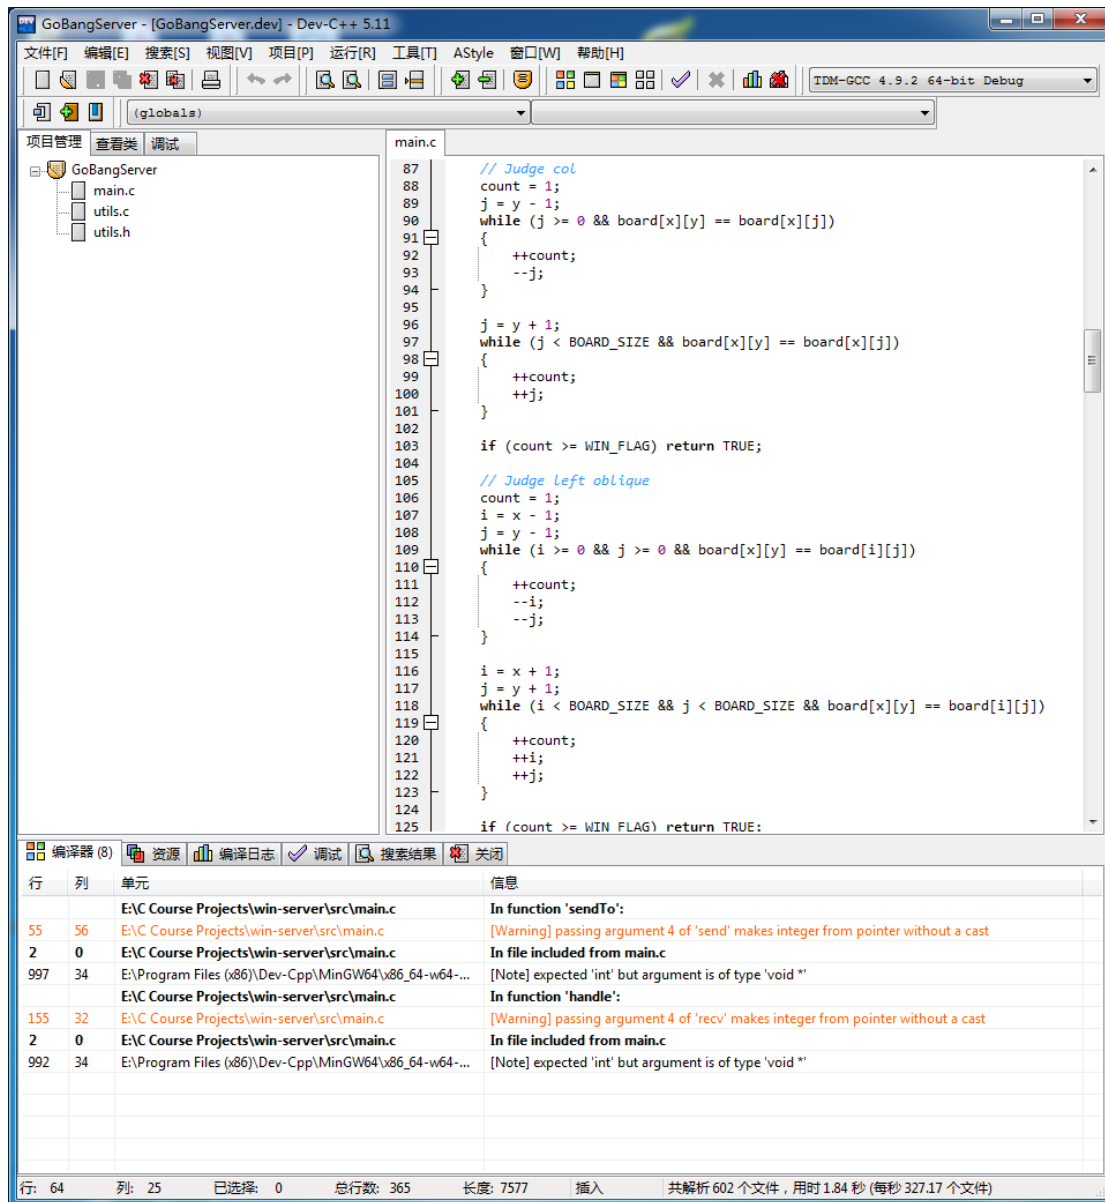 GoBangServer - [GoBangServer.dev] - Dev-C++ 5.11
文件[F] 编辑[E] 搜索[S] 视图[V] 项目[P] 运行[R] 工具[T] AStyle 窗口[W] 帮助[H]
TDM-GCC 4.9.2 64-bit Debug
(globals)
项目管理 查看类 调试
GoBangServer
main.c
utils.c
utils.h
main.c
87 // Judge col
88 count = 1;
89 j = y - 1;
90 while (j >= 0 && board[x][y] == board[x][j])
91 {
92 ++count;
93 --j;
94 }
95
96 j = y + 1;
97 while (j < BOARD_SIZE && board[x][y] == board[x][j])
98 {
99 ++count;
100 ++j;
101 }
102
103 if (count >= WIN_FLAG) return TRUE;
104
105 // Judge left oblique
106 count = 1;
107 i = x - 1;
108 j = y - 1;
109 while (i >= 0 && j >= 0 && board[x][y] == board[i][j])
110 {
111 ++count;
112 --i;
113 --j;
114 }
115
116 i = x + 1;
117 j = y + 1;
118 while (i < BOARD_SIZE && j < BOARD_SIZE && board[x][y] == board[i][j])
119 {
120 ++count;
121 ++i;
122 ++j;
123 }
124
125 if (count >= WIN_FLAG) return TRUE;
编译器 (8) 资源 编译日志 调试 搜索结果 关闭
行 列 单元 信息
E:\C Course Projects\win-server\src\main.c In function 'sendTo':
55 56 E:\C Course Projects\win-server\src\main.c [Warning] passing argument 4 of 'send' makes integer from pointer without a cast
2 0 E:\C Course Projects\win-server\src\main.c In file included from main.c
997 34 E:\Program Files (x86)\Dev-Cpp\MinGW64\x86_64-w64-... [Note] expected 'int' but argument is of type 'void *'
E:\C Course Projects\win-server\src\main.c In function 'handle':
155 32 E:\C Course Projects\win-server\src\main.c [Warning] passing argument 4 of 'recv' makes integer from pointer without a cast
2 0 E:\C Course Projects\win-server\src\main.c In file included from main.c
992 34 E:\Program Files (x86)\Dev-Cpp\MinGW64\x86_64-w64-... [Note] expected 'int' but argument is of type 'void *'
行: 64 列: 25 已选择: 0 总行数: 365 长度: 7577 插入 共解析 602 个文件，用时 1.84 秒 (每秒 327.17 个文件)